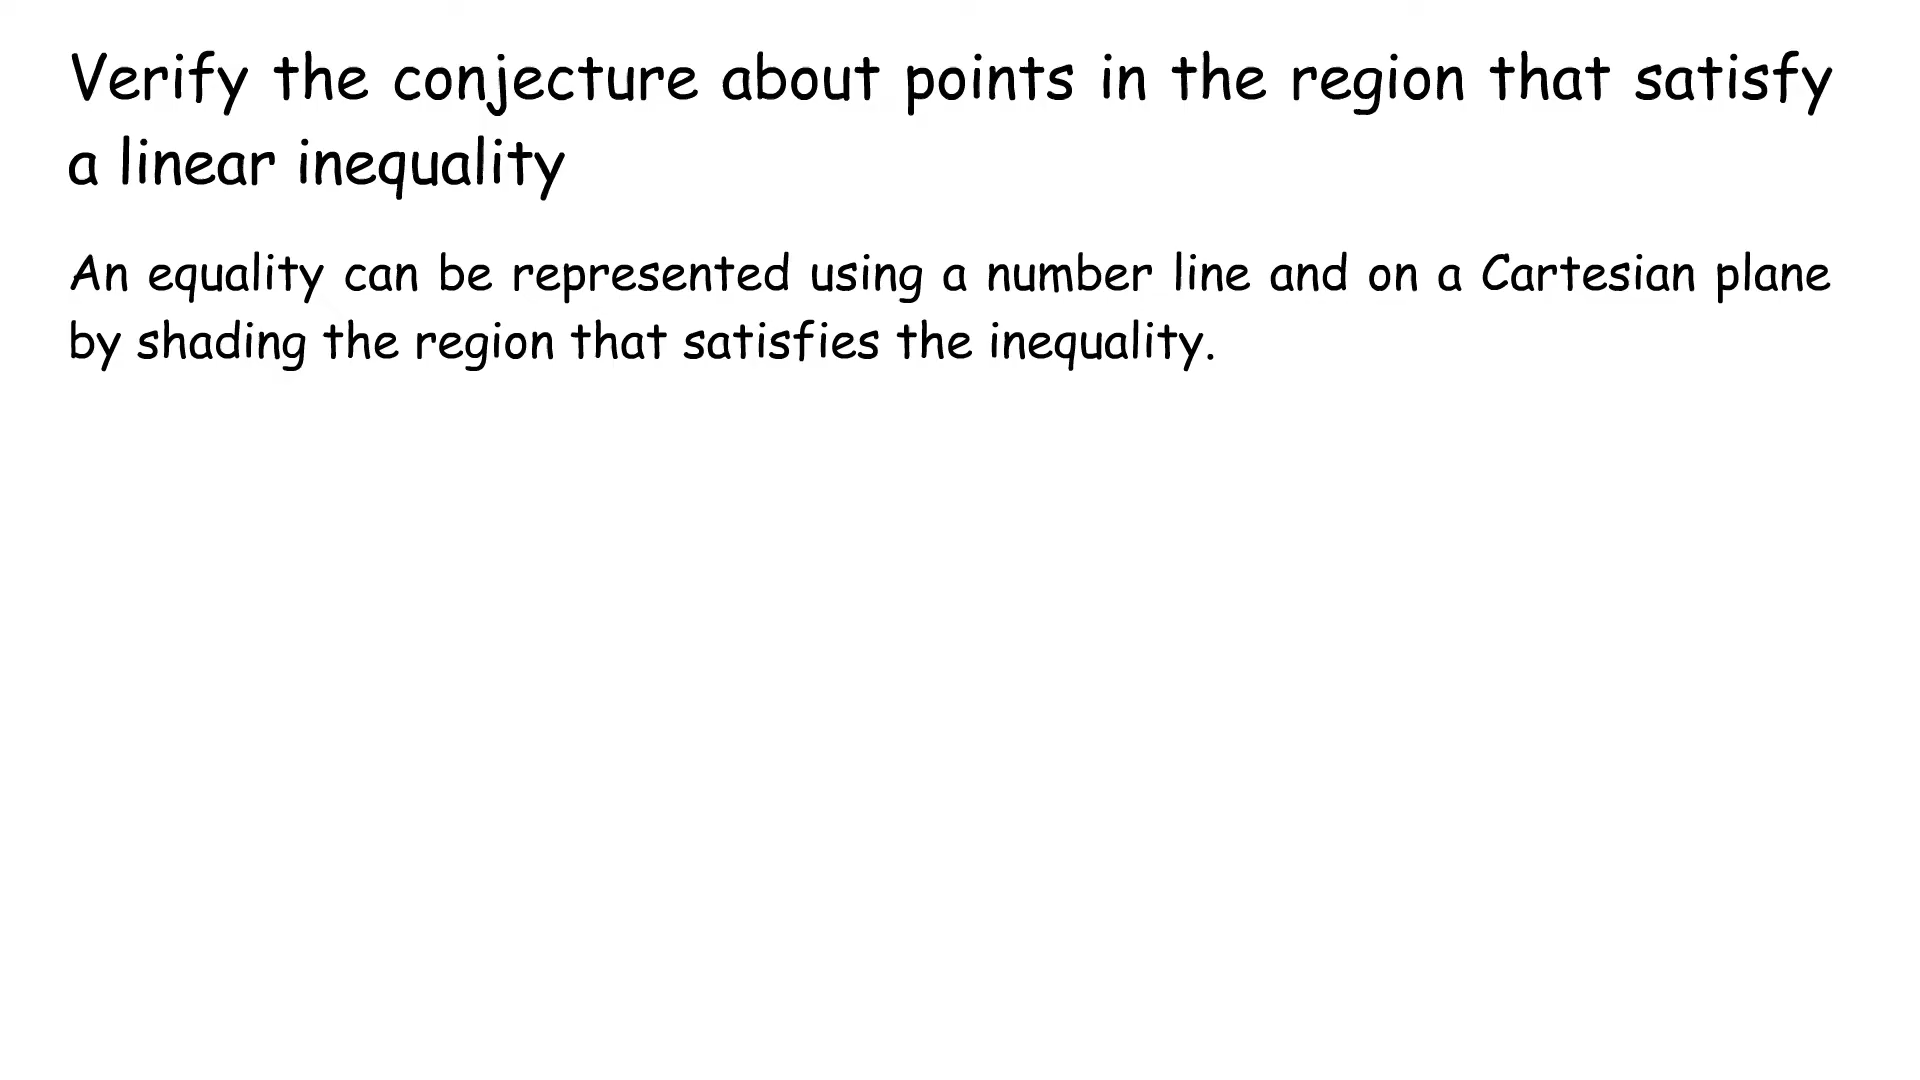 Verify the conjecture about points in the region that satisfy
a linear inequality
An equality can be represented using a number line and on a Cartesian plane
by shading the region that satisfies the inequality.